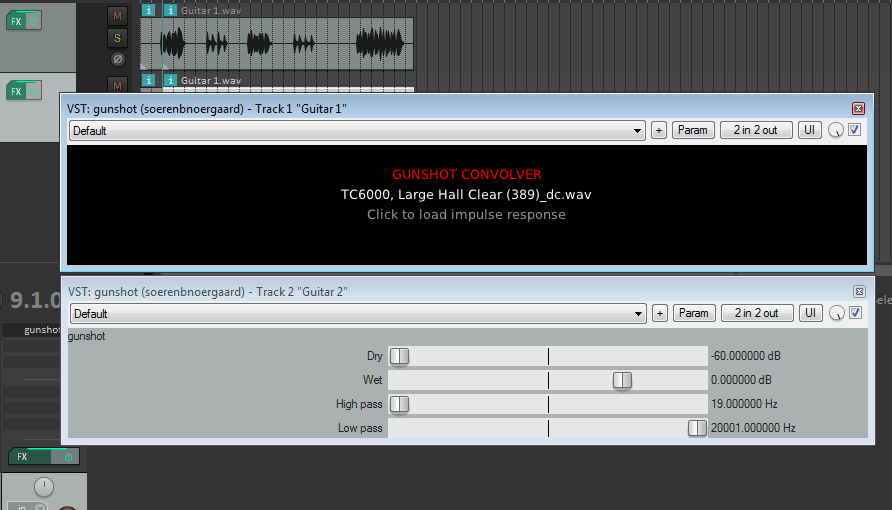 FX
M
i i Guitar 1.wav
S
Ø
FX
M
i i Guitar 1.wav
VST: gunshot (soerenbnoergaard) - Track 1 "Guitar 1"
Default
+
Param
2 in 2 out
UI
GUNSHOT CONVOLVER
TC6000, Large Hall Clear (389)_dc.wav
Click to load impulse response
VST: gunshot (soerenbnoergaard) - Track 2 "Guitar 2"
Default
+
Param
2 in 2 out
UI
9.1.0
gunshot
gunshot
Dry -60.000000 dB
Wet 0.000000 dB
High pass 19.000000 Hz
Low pass 20001.000000 Hz
FX
in